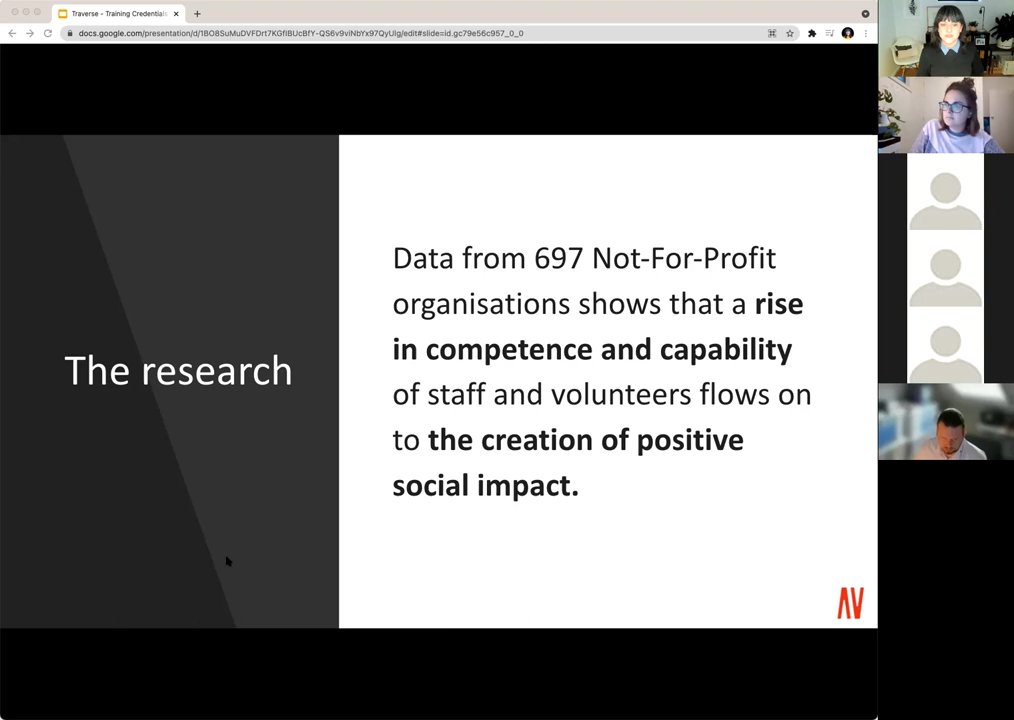 Traverse - Training Credentials
docs.google.com/presentation/d/1BO8SuMuDVFDrt7KGfIBUcBfY-QS6v9viNbYx97QyUlg/edit#slide=id.gc79e56c957_0_0
The research
Data from 697 Not-For-Profit
organisations shows that a rise
in competence and capability
of staff and volunteers flows on
to the creation of positive
social impact.
AV